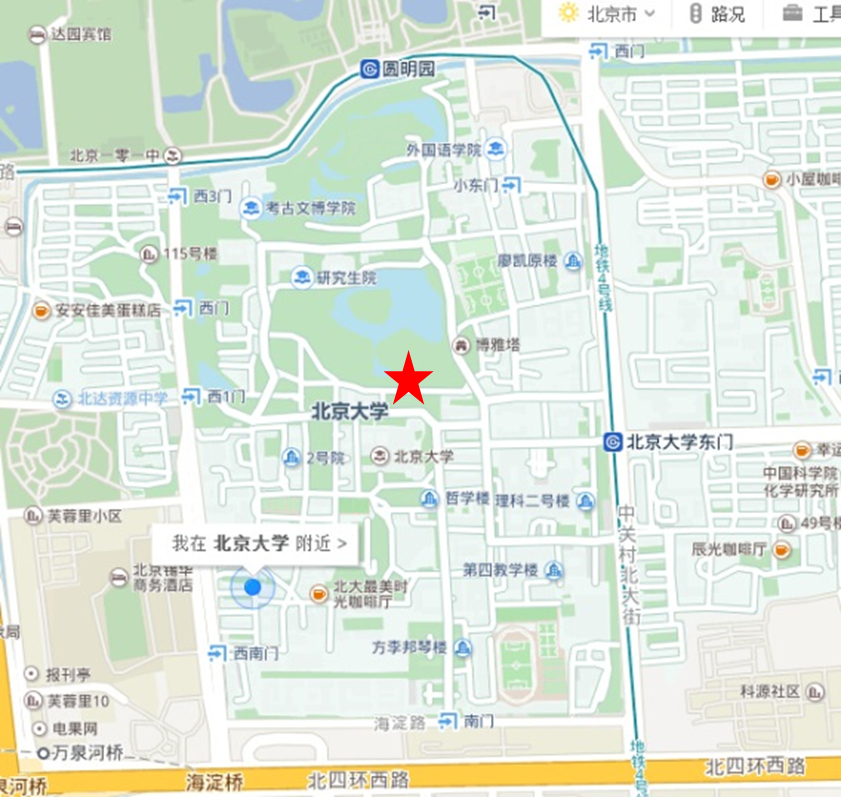 北京市
路况
工具
达园宾馆
圆明园
西门
外国语学院
北京一零一中
路
小东门
小屋咖啡
西3门
考古文博学院
115号楼
廖凯原楼
地铁4号线
研究生院
安安佳美蛋糕店
西门
博雅塔
北达资源中学
西1门
北京大学
北京大学东门
2号院
北京大学
幸运
中国科学院
化学研究所
哲学楼
理科二号楼
芙蓉里小区
49号楼
中关村北大街
我在 北京大学 附近 >
辰光咖啡厅
北京锡华
商务酒店
第四教学楼
北大最美时
光咖啡厅
局
西南门
方李邦琴楼
报刊亭
科源社区
芙蓉里10
海淀路
南门
电果网
万泉河桥
地铁4号
北四环西路
泉河桥
海淀桥
北四环西路